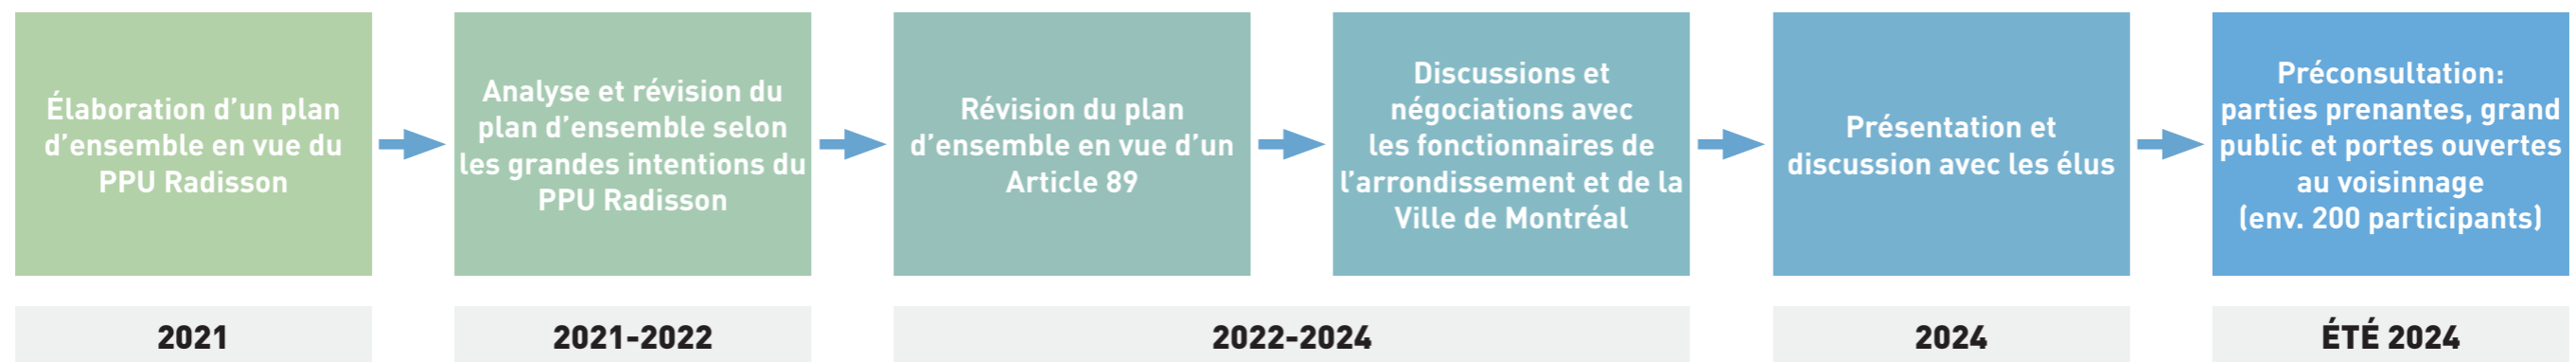 Élaboration d’un plan
d’ensemble en vue du
PPU Radisson
Analyse et révision du
plan d’ensemble selon
les grandes intentions du
PPU Radisson
Révision du plan
d’ensemble en vue d’un
Article 89
Discussions et
négociations avec
les fonctionnaires de
l’arrondissement et de la
Ville de Montréal
Présentation et
discussion avec les élus
Préconsultation:
parties prenantes, grand
public et portes ouvertes
au voisinnage
(env. 200 participants)
2021
2021-2022
2022-2024
2024
ÉTÉ 2024